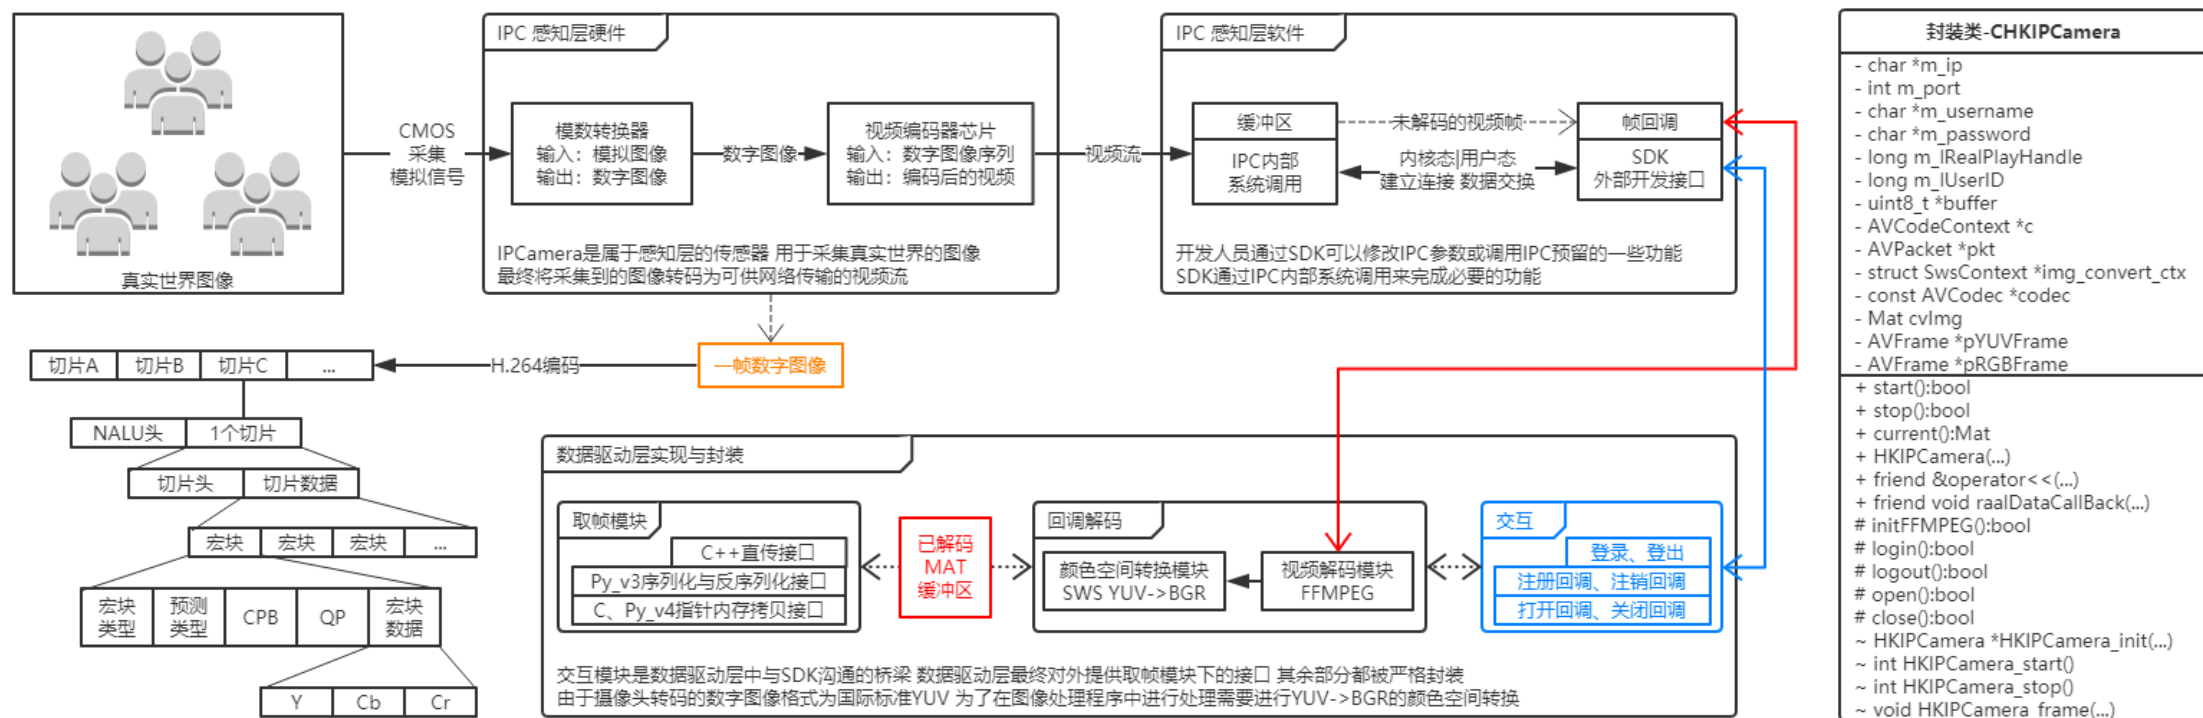 真实世界图像
CMOS
采集
模拟信号
IPC 感知层硬件
模数转换器
输入：模拟图像
输出：数字图像
数字图像
视频编码器芯片
输入：数字图像序列
输出：编码后的视频
IPCamera是属于感知层的传感器 用于采集真实世界的图像
最终将采集到的图像转码为可供网络传输的视频流
视频流
IPC 感知层软件
缓冲区
IPC内部
系统调用
未解码的视频帧
内核态|用户态
建立连接 数据交换
帧回调
SDK
外部开发接口
开发人员通过SDK可以修改IPC参数或调用IPC预留的一些功能
SDK通过IPC内部系统调用来完成必要的功能
一帧数字图像
H.264编码
切片A
切片B
切片C
...
NALU头
1个切片
切片头
切片数据
宏块
宏块
宏块
...
宏块
类型
预测
类型
CPB
QP
宏块
数据
Y
Cb
Cr
数据驱动层实现与封装
取帧模块
C++直传接口
Py_v3序列化与反序列化接口
C、Py_v4指针内存拷贝接口
已解码
MAT
缓冲区
回调解码
颜色空间转换模块
SWS YUV->BGR
视频解码模块
FFMPEG
交互
登录、登出
注册回调、注销回调
打开回调、关闭回调
交互模块是数据驱动层中与SDK沟通的桥梁 数据驱动层最终对外提供取帧模块下的接口 其余部分都被严格封装
由于摄像头转码的数字图像格式为国际标准YUV 为了在图像处理程序中进行处理需要进行YUV->BGR的颜色空间转换
封装类-CHKIPCamera
- char *m_ip
- int m_port
- char *m_username
- char *m_password
- long m_lRealPlayHandle
- long m_lUserID
- uint8_t *buffer
- AVCodeContext *c
- AVPacket *pkt
- struct SwsContext *img_convert_ctx
- const AVCodec *codec
- Mat cvImg
- AVFrame *pYUVFrame
- AVFrame *pRGBFrame
+ start():bool
+ stop():bool
+ current():Mat
+ HKIPCamera(...)
+ friend &operator<<(...)
+ friend void raalDataCallBack(...)
# initFFMPEG():bool
# login():bool
# logout():bool
# open():bool
# close():bool
~ HKIPCamera *HKIPCamera_init(...)
~ int HKIPCamera_start()
~ int HKIPCamera_stop()
~ void HKIPCamera_frame(...)